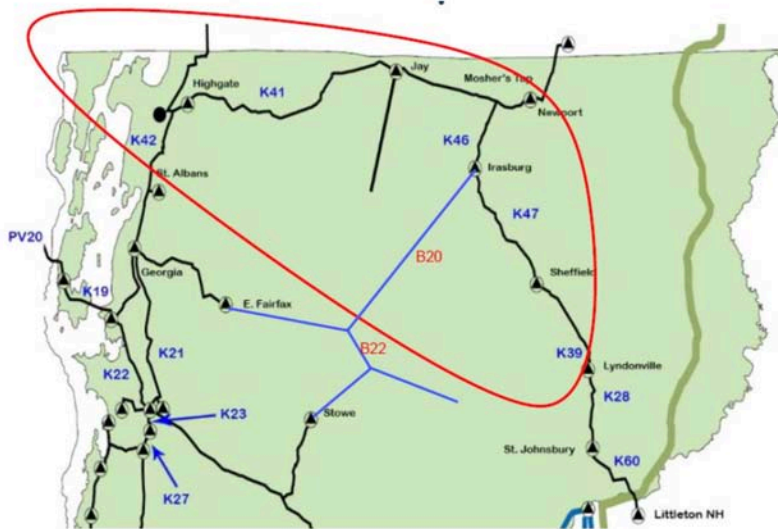 Highgate
K41
Jay
Mosher's Tap
Newport
K42
K46
St. Albans
Irasburg
K47
PV20
B20
Georgia
Sheffield
K19
E. Fairfax
K21
B22
K39
Lyndonville
K22
K28
K23
Stowe
St. Johnsbury
K60
K27
Littleton NH